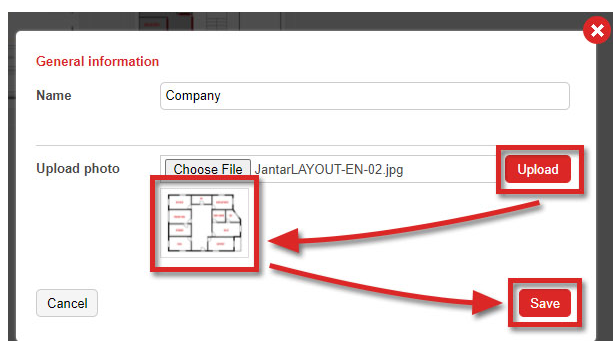 General information
Name Company
Upload photo Choose File JantarLAYOUT-EN-02.jpg Upload
Cancel Save